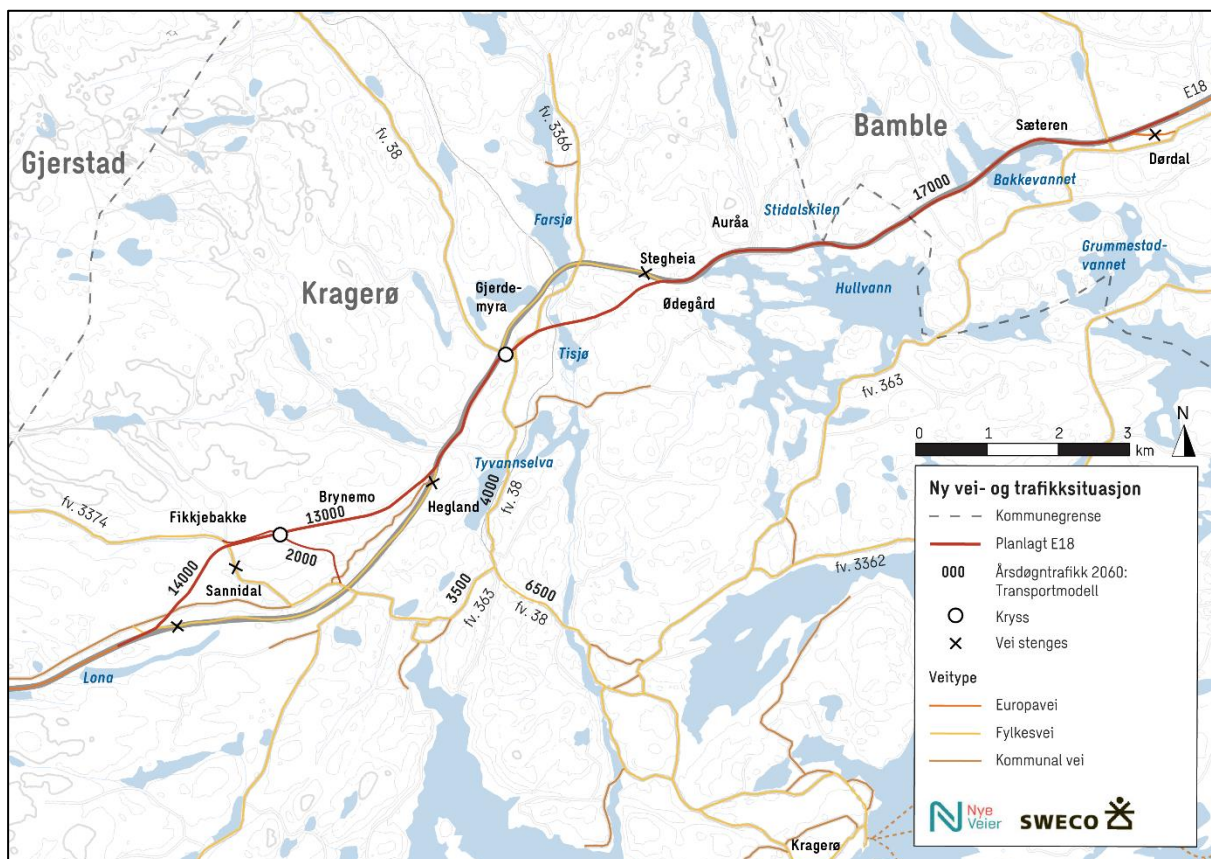 Gjerstad
Kragerø
Bamble
E18
Sæteren
Dørdal
Bakkevannet
17000
Stidalskilen
Auråa
Grummestad-
vannet
Hullvann
fv. 38
fv. 3366
Farsjø
Stegheia
Ødegård
Gjerde-
myra
Tisjø
fv. 363
Tyvannselva
4000
fv. 38
Hegland
Brynemo
13000
fv. 3374
Fikkjebakke
2000
14000
Sannidal
3500
fv. 363
6500
fv. 38
fv. 3362
Lona
Kragerø
0 1 2 3
km
N
Ny vei- og trafikksituasjon
Kommunegrense
Planlagt E18
000 Årsdøgntrafikk 2060:
Transportmodell
Kryss
Vei stenges
Veitype
Europavei
Fylkesvei
Kommunal vei
Nye
Veier
SWECO